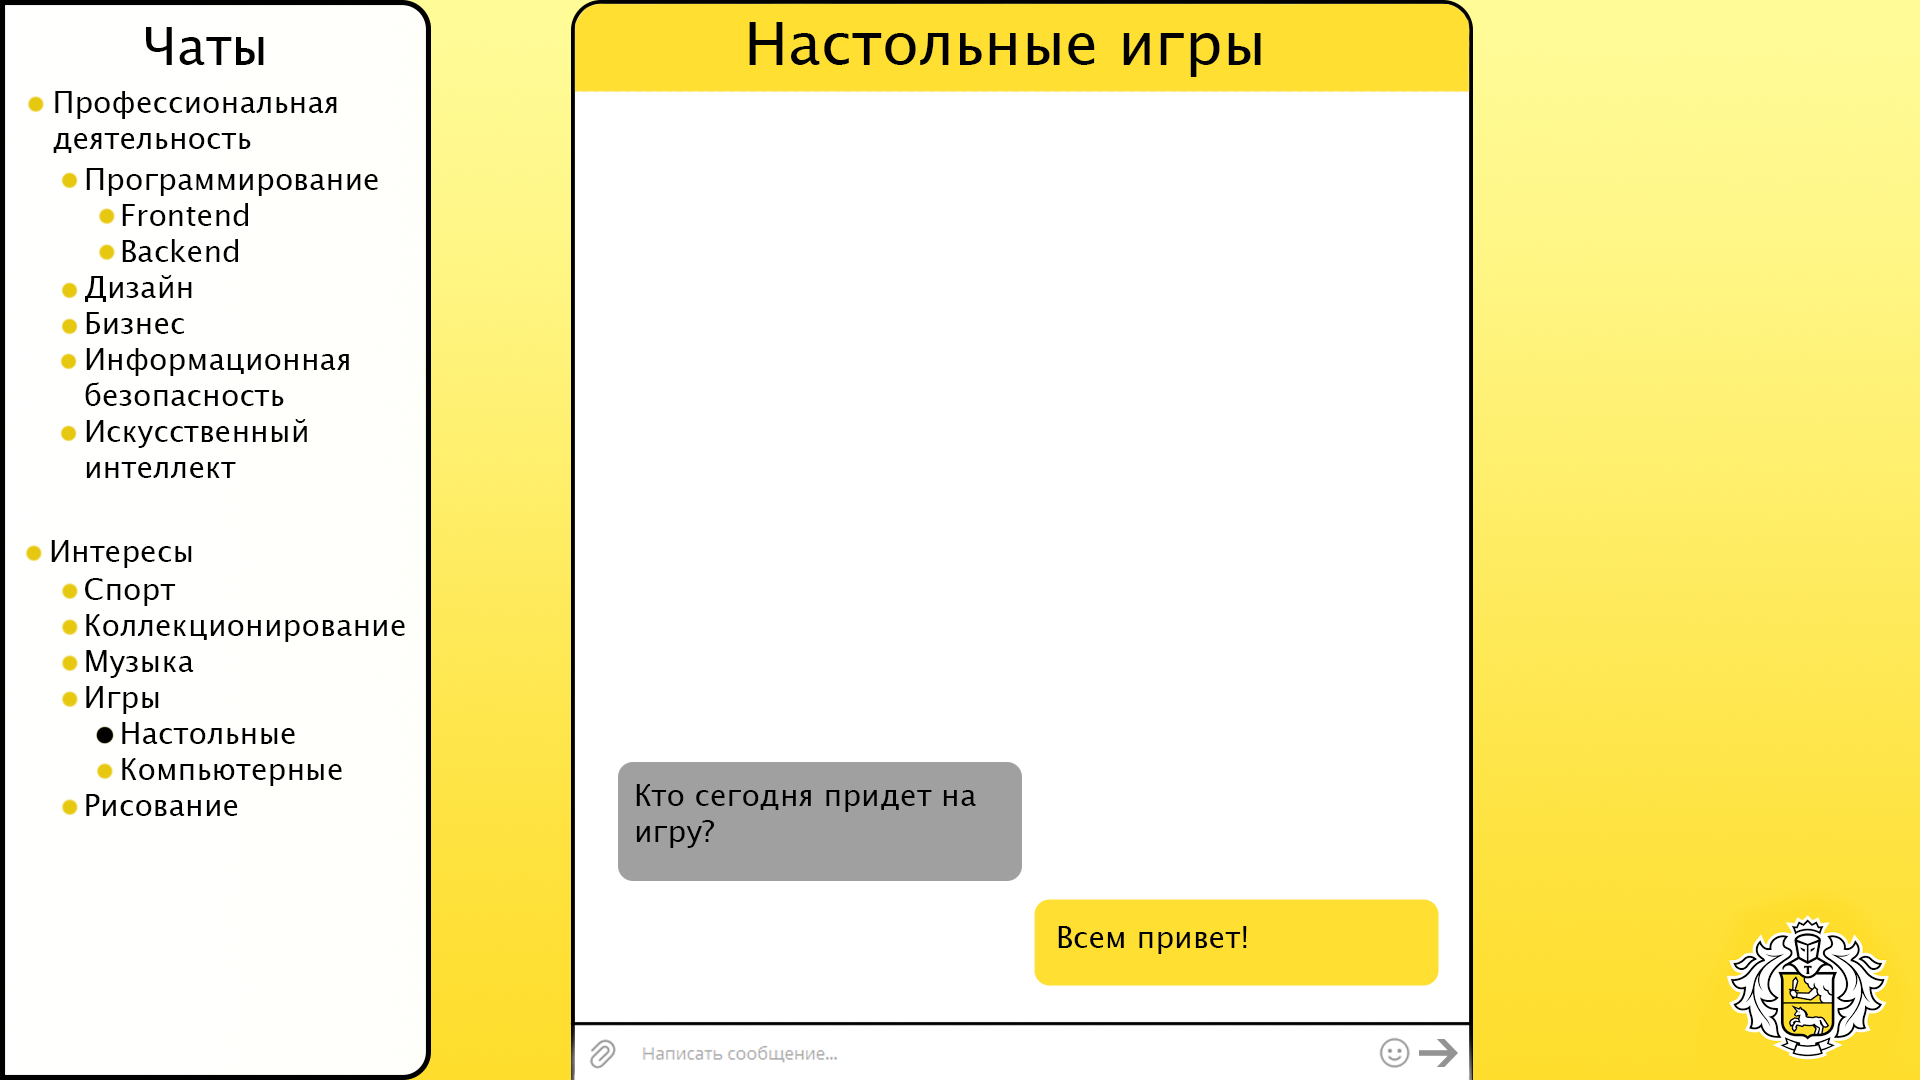 Чаты
Профессиональная
деятельность
Программирование
Frontend
Backend
Дизайн
Бизнес
Информационная
безопасность
Искусственный
интеллект
Интересы
Спорт
Коллекционирование
Музыка
Игры
Настольные
Компьютерные
Рисование
Настольные игры
Кто сегодня придет на
игру?
Всем привет!
Написать сообщение...
T